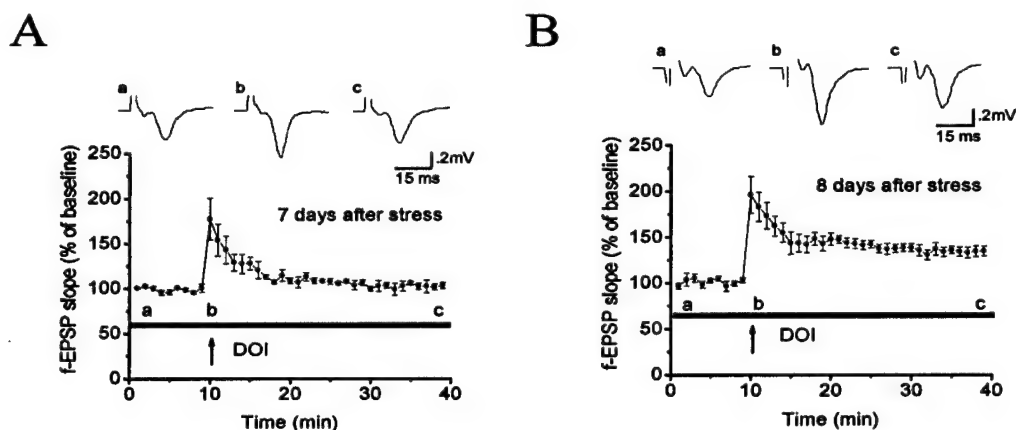 A
a b c
.2mV
15 ms
f-EPSP slope (% of baseline)
250
200
150
100
50
0
7 days after stress
a b c
DOI
0 10 20 30 40
Time (min)
B
a b c
.2mV
15 ms
f-EPSP slope (% of baseline)
250
200
150
100
50
0
8 days after stress
a b c
DOI
0 10 20 30 40
Time (min)